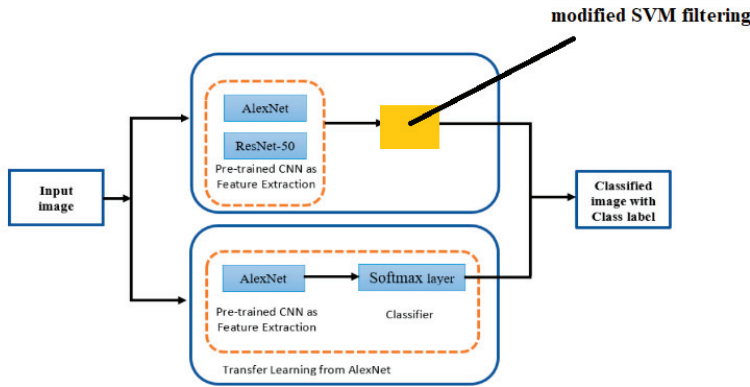 modified SVM filtering
AlexNet
ResNet-50
Pre-trained CNN as
Feature Extraction
Input
image
Classified
image with
Class label
AlexNet
Softmax layer
Pre-trained CNN as
Feature Extraction
Classifier
Transfer Learning from AlexNet